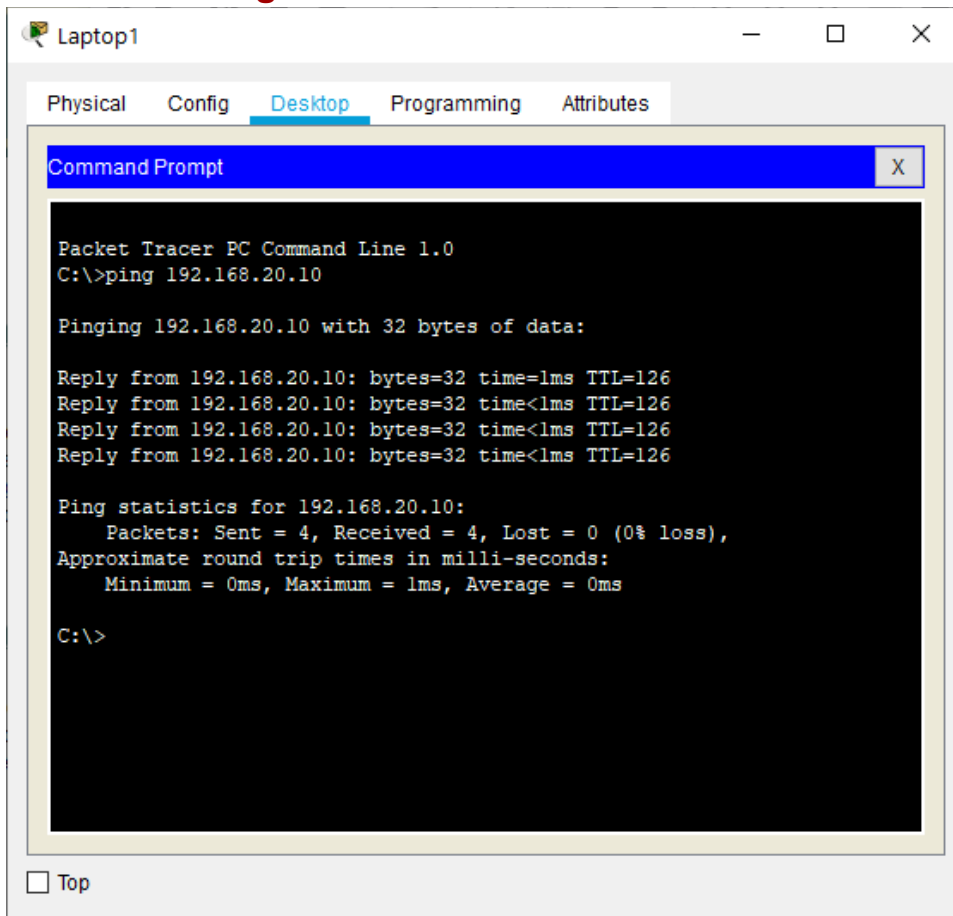 Laptop1
Physical Config Desktop Programming Attributes
Command Prompt X
Packet Tracer PC Command Line 1.0
C:\>ping 192.168.20.10
Pinging 192.168.20.10 with 32 bytes of data:
Reply from 192.168.20.10: bytes=32 time=1ms TTL=126
Reply from 192.168.20.10: bytes=32 time<1ms TTL=126
Reply from 192.168.20.10: bytes=32 time<1ms TTL=126
Reply from 192.168.20.10: bytes=32 time<1ms TTL=126
Ping statistics for 192.168.20.10:
    Packets: Sent = 4, Received = 4, Lost = 0 (0% loss),
Approximate round trip times in milli-seconds:
    Minimum = 0ms, Maximum = 1ms, Average = 0ms
C:\>
Top